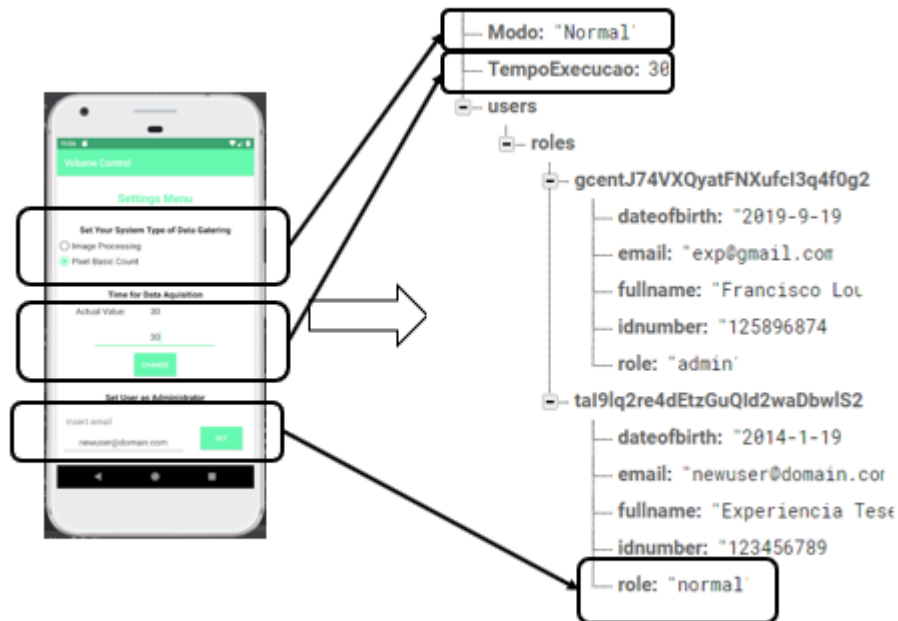 11:06
Volume Control
Settings Menu
Set Your System Type of Data Gatering
Image Processing
Pixel Basic Count
Time for Data Aquisition
Actual Value: 30
30
CHANGE
Set User as Administrator
Insert email
newuser@domain.com
SET
Modo: "Normal'
TempoExecucao: 30
users
roles
gcentJ74VXQyatFNXufcI3q4f0g2
dateofbirth: "2019-9-19
email: "exp@gmail.com
fullname: "Francisco Lou
idnumber: "125896874
role: "admin'
taI9lq2re4dEtzGuQId2waDbwlS2
dateofbirth: "2014-1-19
email: "newuser@domain.cor
fullname: "Experiencia Tese
idnumber: "123456789
role: "normal'